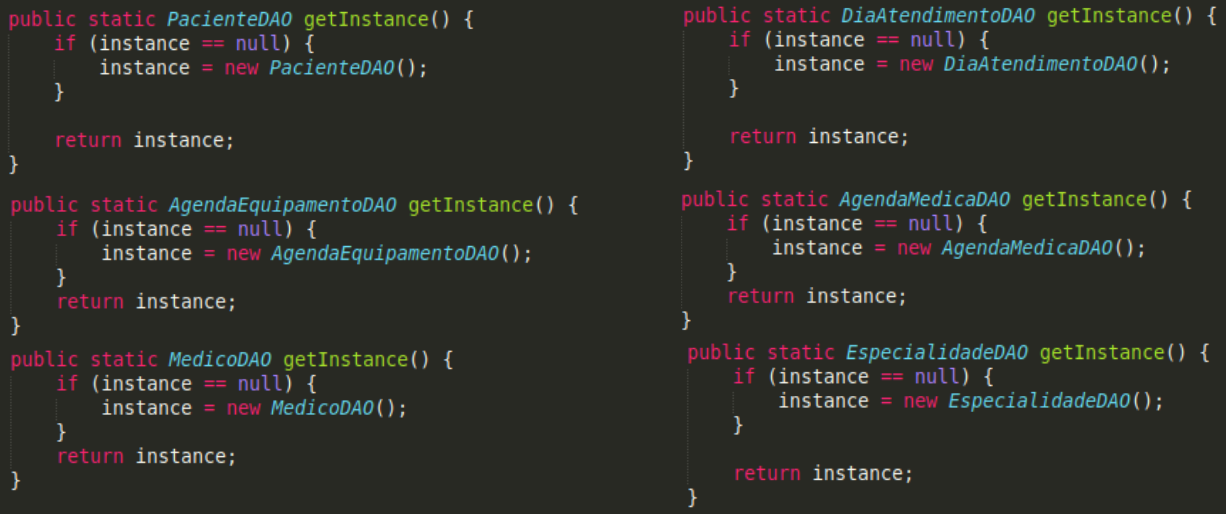 public static PacienteDAO getInstance() {
    if (instance == null) {
        instance = new PacienteDAO();
    }

    return instance;
}
public static AgendaEquipamentoDAO getInstance() {
    if (instance == null) {
        instance = new AgendaEquipamentoDAO();
    }
    return instance;
}
public static MedicoDAO getInstance() {
    if (instance == null) {
        instance = new MedicoDAO();
    }
    return instance;
}
public static DiaAtendimentoDAO getInstance() {
    if (instance == null) {
        instance = new DiaAtendimentoDAO();
    }

    return instance;
}
public static AgendaMedicaDAO getInstance() {
    if (instance == null) {
        instance = new AgendaMedicaDAO();
    }
    return instance;
}
public static EspecialidadeDAO getInstance() {
    if (instance == null) {
        instance = new EspecialidadeDAO();
    }

    return instance;
}